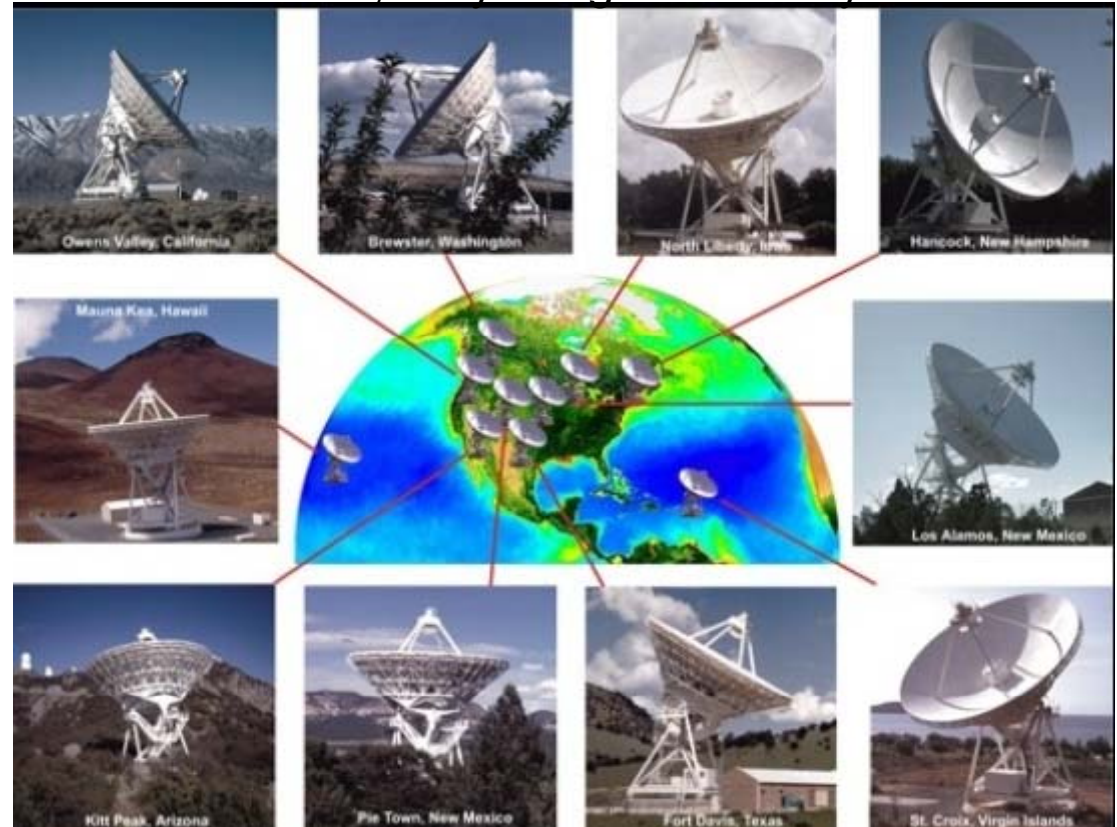 Owens Valley, California
Brewster, Washington
North Liberty, Iowa
Hancock, New Hampshire
Mauna Kea, Hawaii
Los Alamos, New Mexico
Kitt Peak, Arizona
Pie Town, New Mexico
Fort Davis, Texas
St. Croix, Virgin Islands